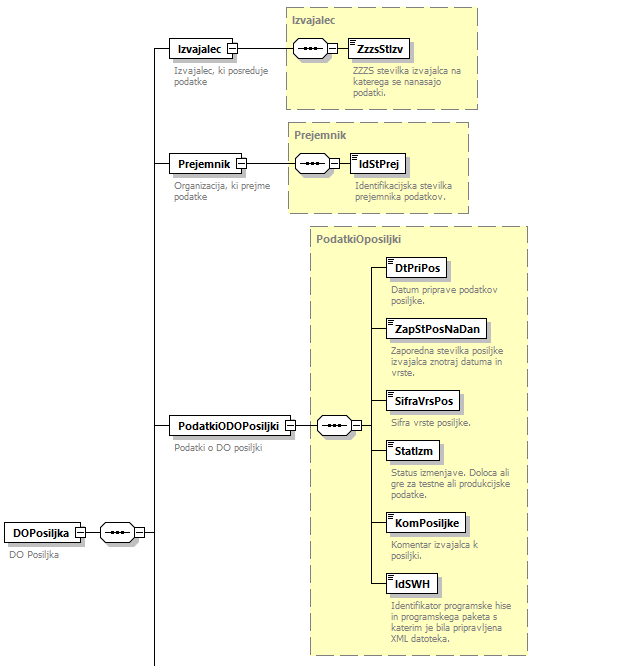 Izvajalec
Izvajalec
Izvajalec, ki posreduje
podatke
ZzzsStIzv
ZZZS stevilka izvajalca na
katerega se nanasajo
podatki.
Prejemnik
Prejemnik
Organizacija, ki prejme
podatke
IdStPrej
Identifikacijska stevilka
prejemnika podatkov.
PodatkiOposiljki
DtPriPos
Datum priprave podatkov
posiljke.
ZapStPosNaDan
Zaporedna stevilka posiljke
izvajalca znotraj datuma in
vrste.
SifraVrsPos
Sifra vrste posiljke.
PodatkiODOPosiljki
Podatki o DO posiljki
StatIzm
Status izmenjave. Doloca ali
gre za testne ali produkcijske
podatke.
KomPosiljke
Komentar izvajalca k
posiljki.
DOPosiljka
DO Posiljka
IdSWH
Identifikator programske hise
in programskega paketa s
katerim je bila pripravljena
XML datoteka.